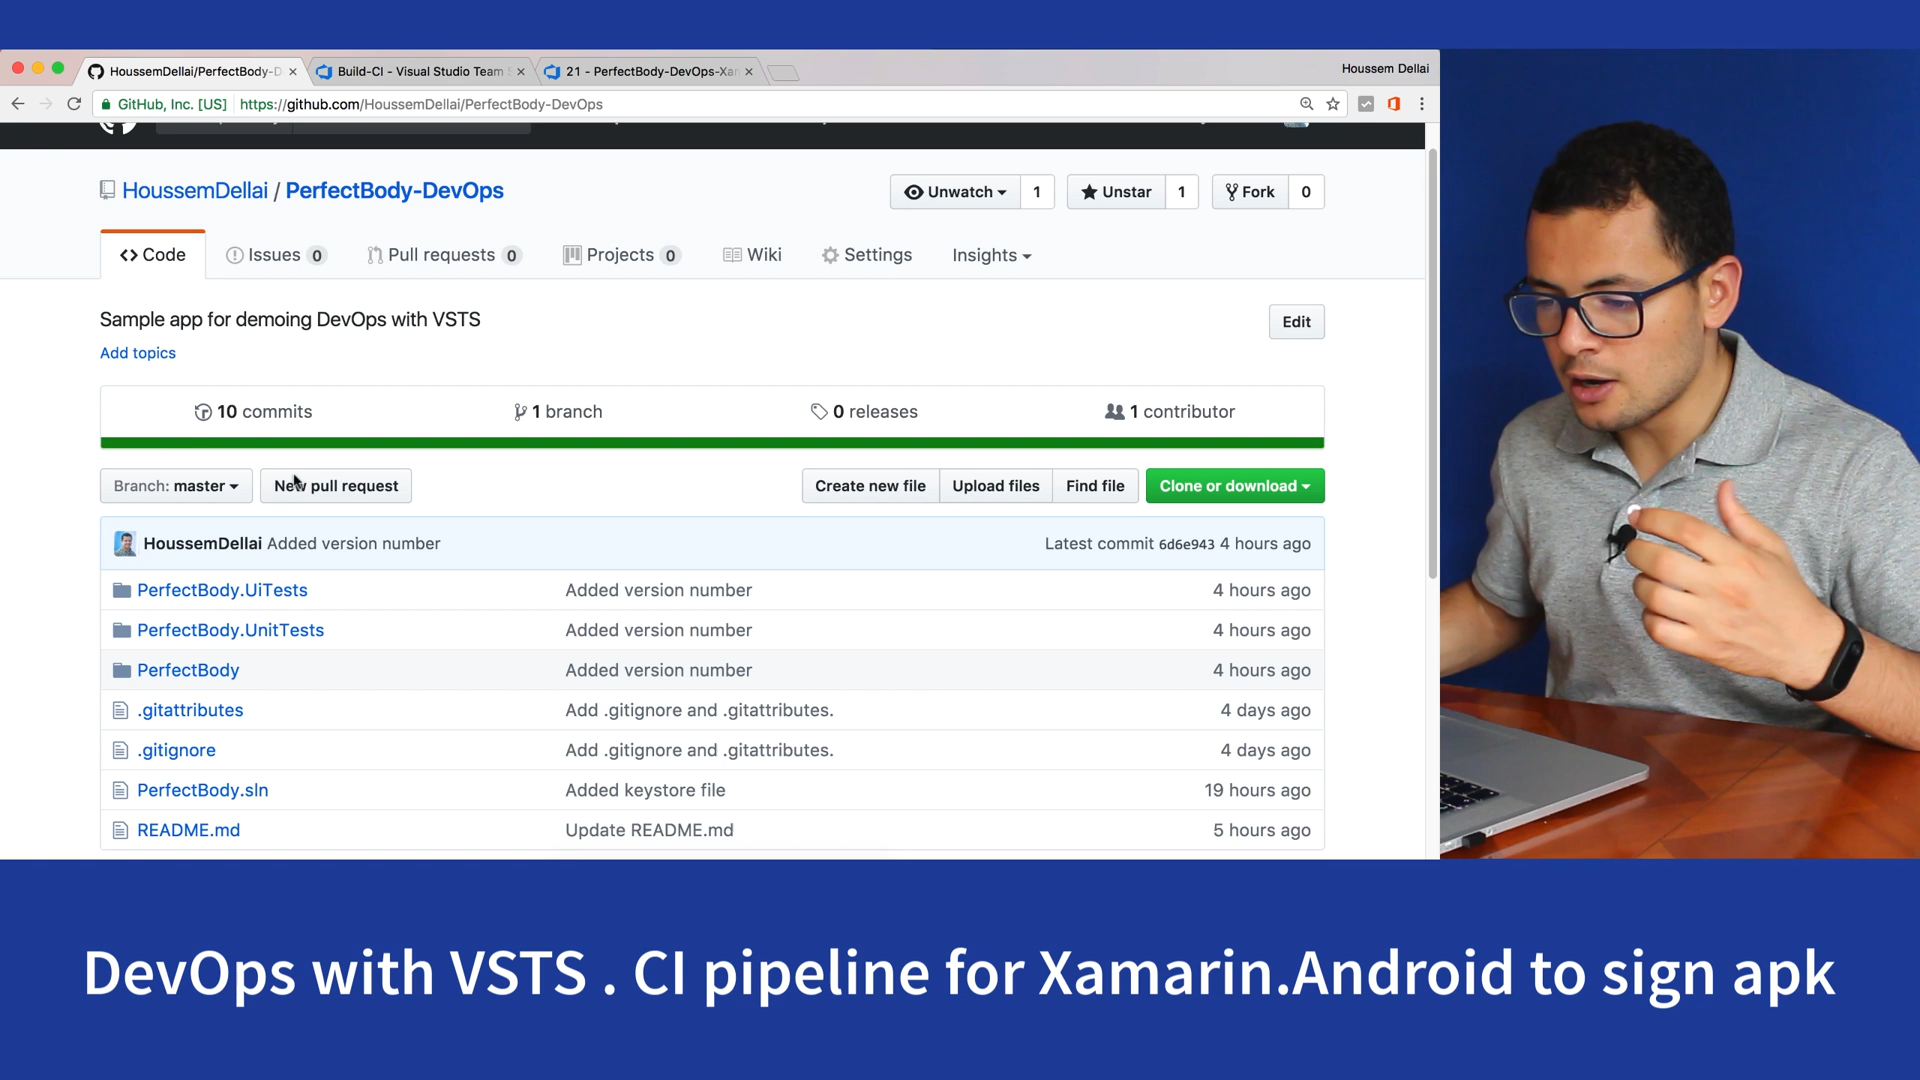 HoussemDellai/PerfectBody-D
Build-CI - Visual Studio Team S
21 - PerfectBody-DevOps-Xar
Houssem Dellai
GitHub, Inc. [US]
https://github.com/HoussemDellai/PerfectBody-DevOps
HoussemDellai / PerfectBody-DevOps
Unwatch 1
Unstar 1
Fork 0
Code
Issues 0
Pull requests 0
Projects 0
Wiki
Settings
Insights
Sample app for demoing DevOps with VSTS
Edit
Add topics
10 commits
1 branch
0 releases
1 contributor
Branch: master
New pull request
Create new file
Upload files
Find file
Clone or download
HoussemDellai Added version number
Latest commit 6d6e943 4 hours ago
PerfectBody.UiTests Added version number 4 hours ago
PerfectBody.UnitTests Added version number 4 hours ago
PerfectBody Added version number 4 hours ago
.gitattributes Add .gitignore and .gitattributes. 4 days ago
.gitignore Add .gitignore and .gitattributes. 4 days ago
PerfectBody.sln Added keystore file 19 hours ago
README.md Update README.md 5 hours ago
DevOps with VSTS . CI pipeline for Xamarin.Android to sign apk